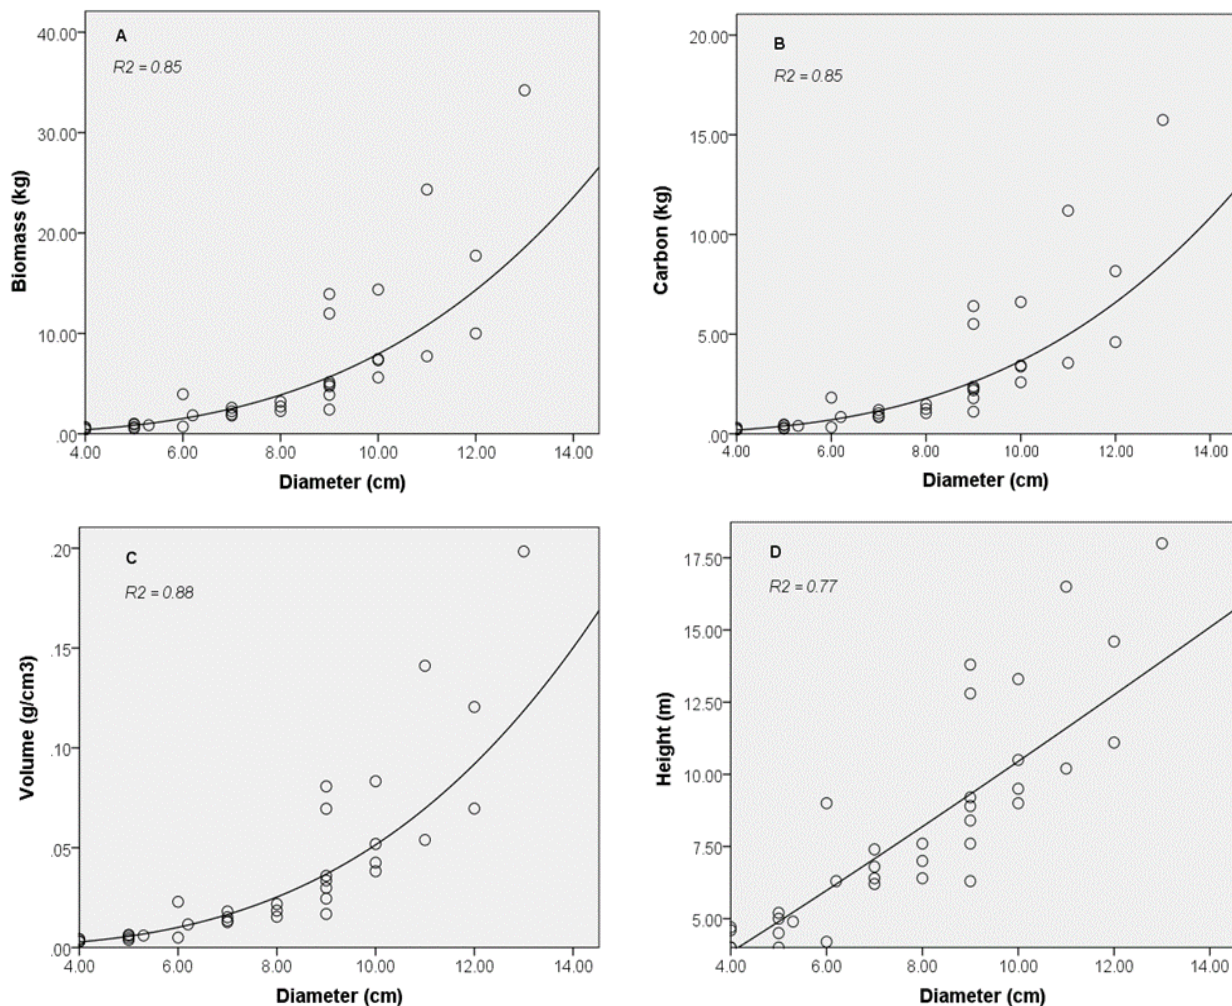 A
R2 = 0.85
40.00
30.00
20.00
10.00
.00
4.00 6.00 8.00 10.00 12.00 14.00
Biomass (kg)
Diameter (cm)
B
R2 = 0.85
20.00
15.00
10.00
5.00
.00
4.00 6.00 8.00 10.00 12.00 14.00
Carbon (kg)
Diameter (cm)
C
R2 = 0.88
.20
.15
.10
.05
.00
4.00 6.00 8.00 10.00 12.00 14.00
Volume (g/cm3)
Diameter (cm)
D
R2 = 0.77
17.50
15.00
12.50
10.00
7.50
5.00
4.00 6.00 8.00 10.00 12.00 14.00
Height (m)
Diameter (cm)